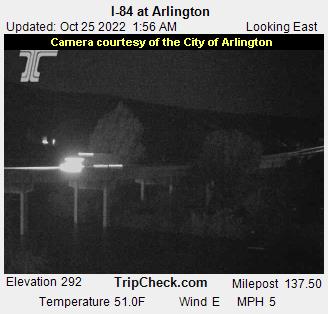 I-84 at Arlington
Updated: Oct 25 2022 1:56 AM Looking East
Camera courtesy of the City of Arlington
Elevation 292 TripCheck.com Milepost 137.50
Temperature 51.0F Wind E MPH 5